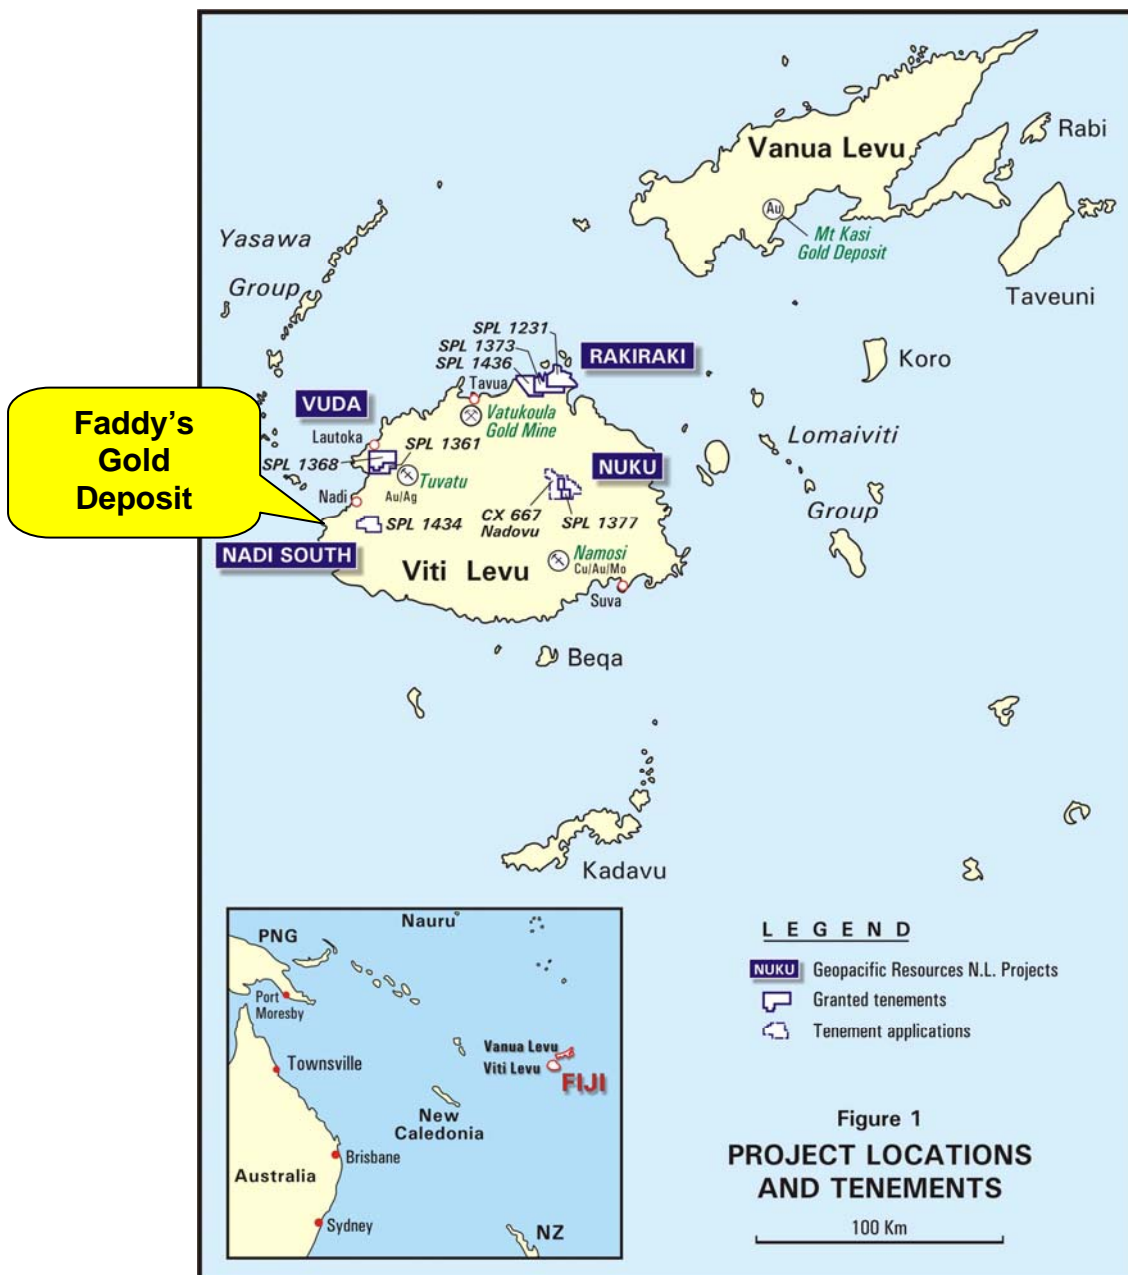 Vanua Levu
Rabi
Au
Mt Kasi
Gold Deposit
Taveuni
Yasawa
Group
Koro
SPL 1231
SPL 1373
SPL 1436
RAKIRAKI
Tavua
Vatukoula
Gold Mine
VUDA
Lautoka
SPL 1361
SPL 1368
Tuvatu
Au/Ag
Nadi
SPL 1434
NADI SOUTH
Faddy’s
Gold
Deposit
NUKU
CX 667
Nadovu
SPL 1377
Lomaiviti
Group
Viti Levu
Namosi
Cu/Au/Mo
Suva
Beqa
Kadavu
Nauru
PNG
Port
Moresby
Townsville
Vanua Levu
Viti Levu
FIJI
New
Caledonia
Brisbane
Australia
Sydney
NZ
L E G E N D
NUKU Geopacific Resources N.L. Projects
Granted tenements
Tenement applications
Figure 1
PROJECT LOCATIONS
AND TENEMENTS
100 Km